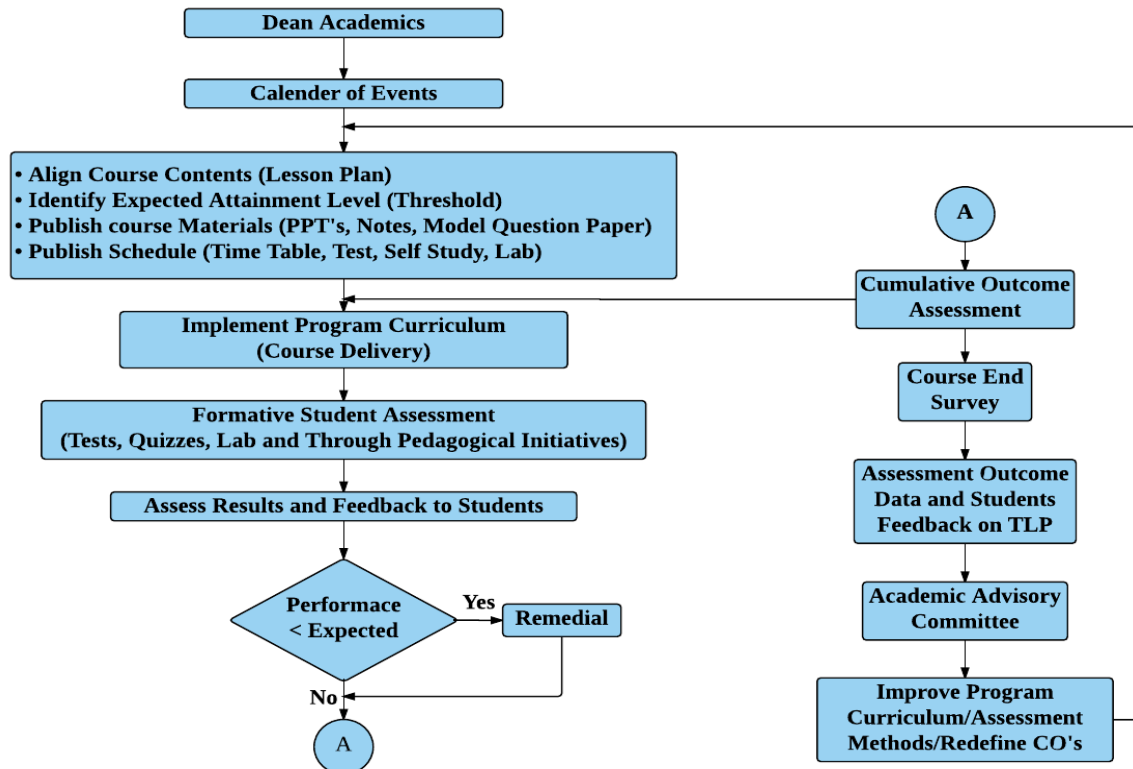 Dean Academics
Calender of Events
• Align Course Contents (Lesson Plan)
• Identify Expected Attainment Level (Threshold)
• Publish course Materials (PPT's, Notes, Model Question Paper)
• Publish Schedule (Time Table, Test, Self Study, Lab)
Implement Program Curriculum
(Course Delivery)
Formative Student Assessment
(Tests, Quizzes, Lab and Through Pedagogical Initiatives)
Assess Results and Feedback to Students
Performace
< Expected
Yes
Remedial
No
A
A
Cumulative Outcome
Assessment
Course End
Survey
Assessment Outcome
Data and Students
Feedback on TLP
Academic Advisory
Committee
Improve Program
Curriculum/Assessment
Methods/Redefine CO's